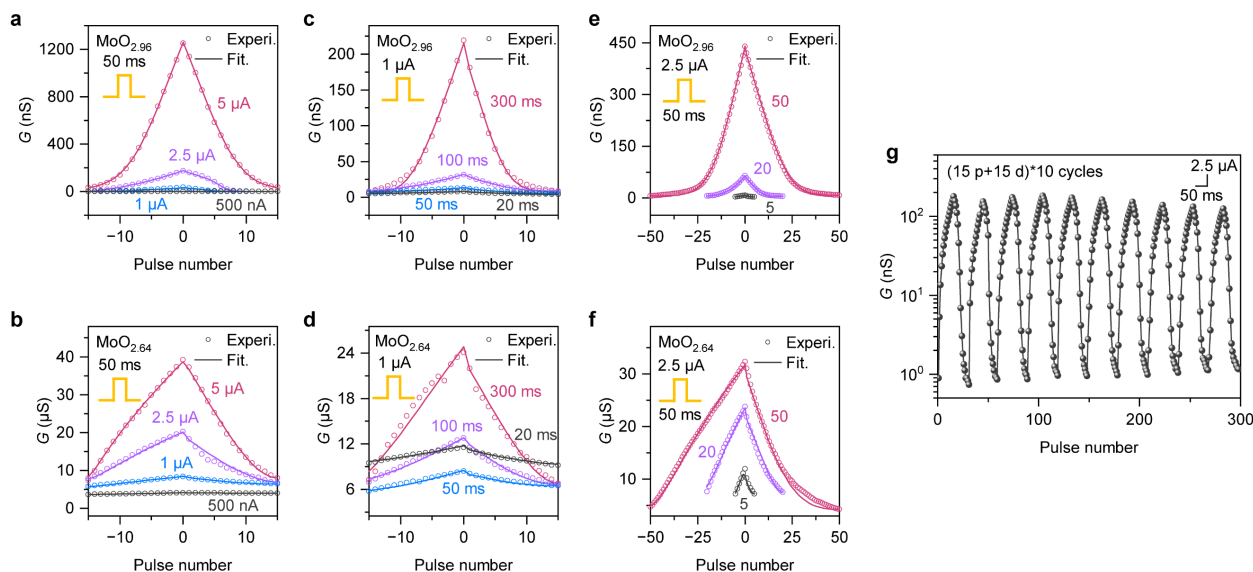 a
MoO2.96
50 ms
Experi.
Fit.
5 µA
2.5 µA
1 µA
500 nA
G (nS)
1200
900
600
300
0
−10
0
10
Pulse number
c
MoO2.96
1 µA
Experi.
Fit.
300 ms
100 ms
50 ms
20 ms
G (nS)
225
200
175
150
125
100
75
50
25
0
−10
0
10
Pulse number
e
MoO2.96
2.5 µA
50 ms
Experi.
Fit.
50
20
5
G (nS)
450
300
150
0
−50
−25
0
25
50
Pulse number
g
(15 p+15 d)*10 cycles
2.5 µA
50 ms
G (nS)
10²
10¹
10⁰
0
100
200
300
Pulse number
b
MoO2.64
50 ms
Experi.
Fit.
5 µA
2.5 µA
1 µA
500 nA
G (µS)
40
30
20
10
0
−10
0
10
Pulse number
d
MoO2.64
1 µA
Experi.
Fit.
300 ms
20 ms
100 ms
50 ms
G (µS)
24
18
12
6
−10
0
10
Pulse number
f
MoO2.64
2.5 µA
50 ms
Experi.
Fit.
50
20
5
G (µS)
30
20
10
−50
−25
0
25
50
Pulse number